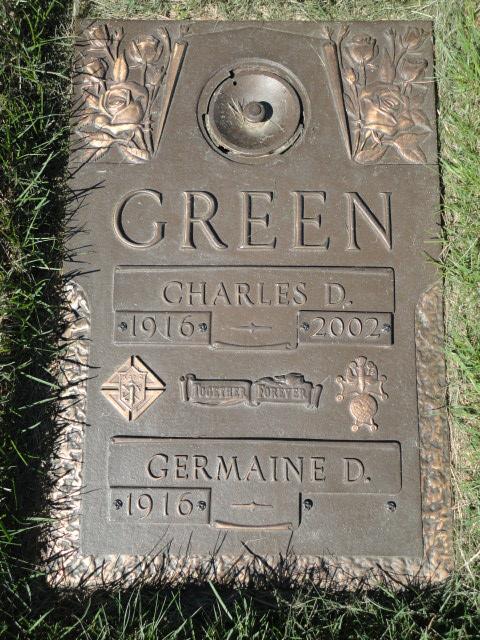 GREEN
CHARLES D.
1916 2002
TOGETHER FOREVER
GERMAINE D.
1916